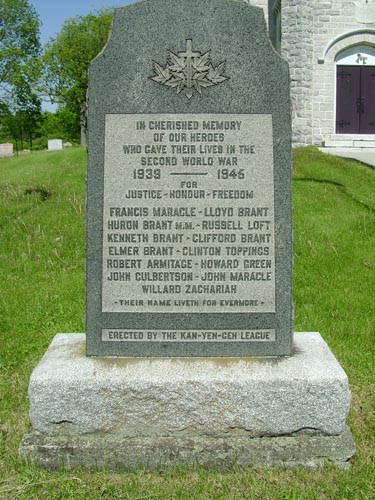 IN CHERISHED MEMORY
OF OUR HEROES
WHO GAVE THEIR LIVES IN THE
SECOND WORLD WAR
1939 —— 1945
FOR
JUSTICE - HONOUR - FREEDOM
FRANCIS MARACLE - LLOYD BRANT
HURON BRANT M.M. - RUSSELL LOFT
KENNETH BRANT - CLIFFORD BRANT
ELMER BRANT - CLINTON TOPPINGS
ROBERT ARMITAGE - HOWARD GREEN
JOHN CULBERTSON - JOHN MARACLE
WILLARD ZACHARIAH
- THEIR NAME LIVETH FOR EVERMORE -
ERECTED BY THE KAN-YEN-GEH LEAGUE